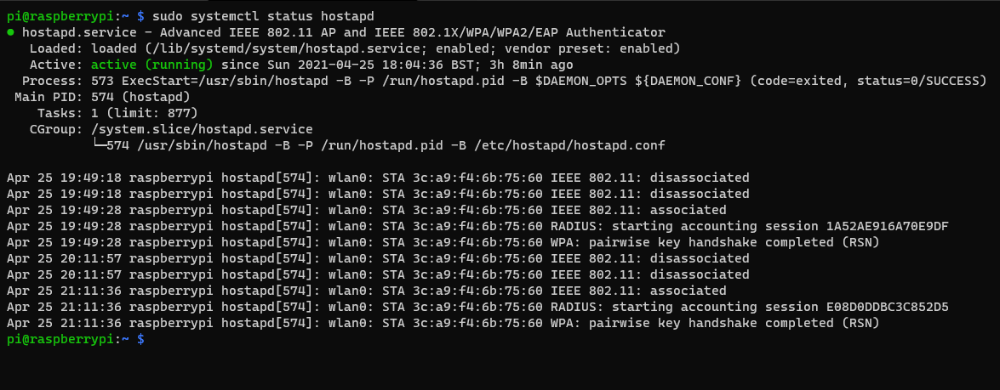 pi@raspberrypi:~ $ sudo systemctl status hostapd
● hostapd.service - Advanced IEEE 802.11 AP and IEEE 802.1X/WPA/WPA2/EAP Authenticator
   Loaded: loaded (/lib/systemd/system/hostapd.service; enabled; vendor preset: enabled)
   Active: active (running) since Sun 2021-04-25 18:04:36 BST; 3h 8min ago
  Process: 573 ExecStart=/usr/sbin/hostapd -B -P /run/hostapd.pid -B $DAEMON_OPTS ${DAEMON_CONF} (code=exited, status=0/SUCCESS)
 Main PID: 574 (hostapd)
    Tasks: 1 (limit: 877)
   CGroup: /system.slice/hostapd.service
           └─574 /usr/sbin/hostapd -B -P /run/hostapd.pid -B /etc/hostapd/hostapd.conf

Apr 25 19:49:18 raspberrypi hostapd[574]: wlan0: STA 3c:a9:f4:6b:75:60 IEEE 802.11: disassociated
Apr 25 19:49:18 raspberrypi hostapd[574]: wlan0: STA 3c:a9:f4:6b:75:60 IEEE 802.11: disassociated
Apr 25 19:49:28 raspberrypi hostapd[574]: wlan0: STA 3c:a9:f4:6b:75:60 IEEE 802.11: associated
Apr 25 19:49:28 raspberrypi hostapd[574]: wlan0: STA 3c:a9:f4:6b:75:60 RADIUS: starting accounting session 1A52AE916A70E9DF
Apr 25 19:49:28 raspberrypi hostapd[574]: wlan0: STA 3c:a9:f4:6b:75:60 WPA: pairwise key handshake completed (RSN)
Apr 25 20:11:57 raspberrypi hostapd[574]: wlan0: STA 3c:a9:f4:6b:75:60 IEEE 802.11: disassociated
Apr 25 20:11:57 raspberrypi hostapd[574]: wlan0: STA 3c:a9:f4:6b:75:60 IEEE 802.11: disassociated
Apr 25 21:11:36 raspberrypi hostapd[574]: wlan0: STA 3c:a9:f4:6b:75:60 IEEE 802.11: associated
Apr 25 21:11:36 raspberrypi hostapd[574]: wlan0: STA 3c:a9:f4:6b:75:60 RADIUS: starting accounting session E08D0DDBC3C852D5
Apr 25 21:11:36 raspberrypi hostapd[574]: wlan0: STA 3c:a9:f4:6b:75:60 WPA: pairwise key handshake completed (RSN)
pi@raspberrypi:~ $